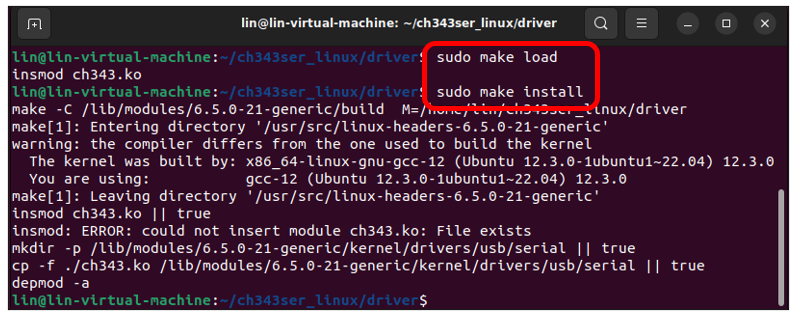 lin@lin-virtual-machine: ~/ch343ser_linux/driver
lin@lin-virtual-machine:~/ch343ser_linux/driver$ sudo make load
insmod ch343.ko
lin@lin-virtual-machine:~/ch343ser_linux/driver$ sudo make install
make -C /lib/modules/6.5.0-21-generic/build  M=/home/lin/ch343ser_linux/driver
make[1]: Entering directory '/usr/src/linux-headers-6.5.0-21-generic'
warning: the compiler differs from the one used to build the kernel
  The kernel was built by: x86_64-linux-gnu-gcc-12 (Ubuntu 12.3.0-1ubuntu1~22.04) 12.3.0
  You are using:           gcc-12 (Ubuntu 12.3.0-1ubuntu1~22.04) 12.3.0
make[1]: Leaving directory '/usr/src/linux-headers-6.5.0-21-generic'
insmod ch343.ko || true
insmod: ERROR: could not insert module ch343.ko: File exists
mkdir -p /lib/modules/6.5.0-21-generic/kernel/drivers/usb/serial || true
cp -f ./ch343.ko /lib/modules/6.5.0-21-generic/kernel/drivers/usb/serial || true
depmod -a
lin@lin-virtual-machine:~/ch343ser_linux/driver$